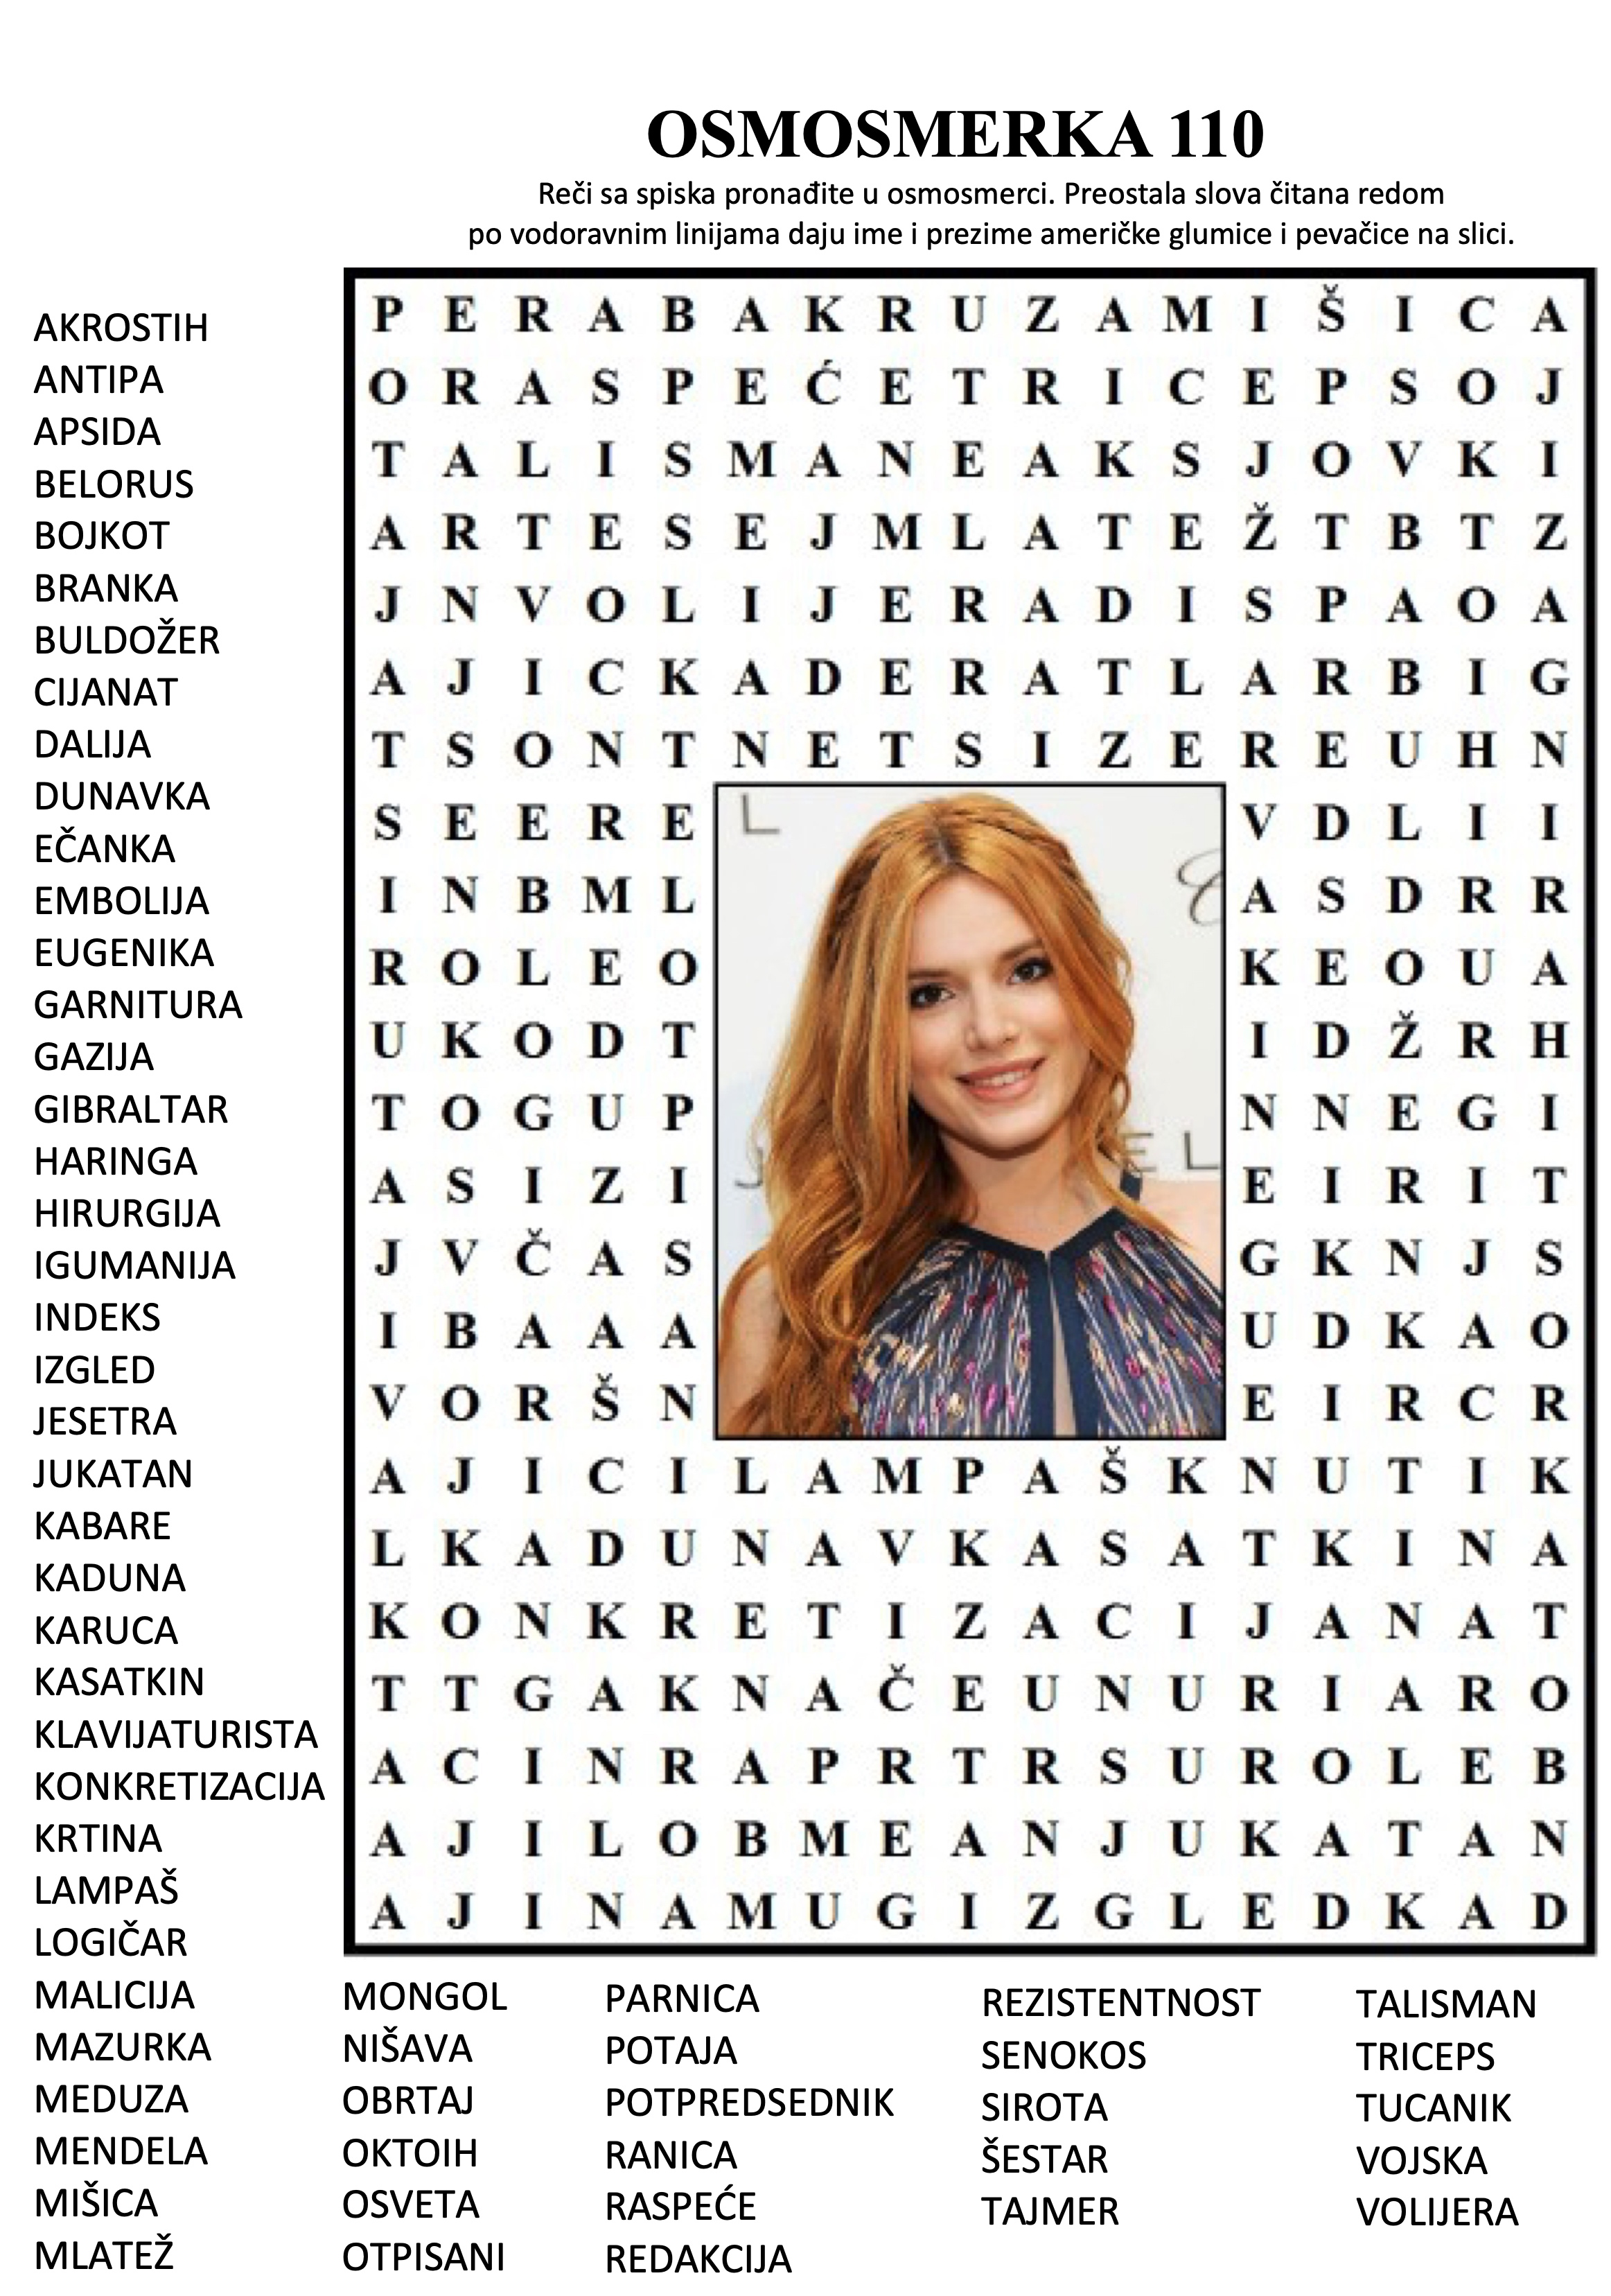 OSMOSMERKA 110
Reči sa spiska pronađite u osmosmerci. Preostala slova čitana redom
po vodoravnim linijama daju ime i prezime američke glumice i pevačice na slici.
AKROSTIH
ANTIPA
APSIDA
BELORUS
BOJKOT
BRANKA
BULDOŽER
CIJANAT
DALIJA
DUNAVKA
EČANKA
EMBOLIJA
EUGENIKA
GARNITURA
GAZIJA
GIBRALTAR
HARINGA
HIRURGIJA
IGUMANIJA
INDEKS
IZGLED
JESETRA
JUKATAN
KABARE
KADUNA
KARUCA
KASATKIN
KLAVIJATURISTA
KONKRETIZACIJA
KRTINA
LAMPAŠ
LOGIČAR
MALICIJA
MAZURKA
MEDUZA
MENDELA
MIŠICA
MLATEŽ
P E R A B A K R U Z A M I Š I C A
O R A S P E Ć E T R I C E P S O J
T A L I S M A N E A K S J O V K I
A R T E S E J M L A T E Ž T B T Z
J N V O L I J E R A D I S P A O A
A J I C K A D E R A T L A R B I G
T S O N T N E T S I Z E R E U H N
S E E R E V D L I I
I N B M L A S D R R
R O L E O K E O U A
U K O D T I D Ž R H
T O G U P N N E G I
A S I Z I E I R I T
J V Č A S G K N J S
I B A A A U D K A O
V O R Š N E I R C R
A J I C I L A M P A Š K N U T I K
L K A D U N A V K A S A T K I N A
K O N K R E T I Z A C I J A N A T
T T G A K N A Č E U N U R I A R O
A C I N R A P R T R S U R O L E B
A J I L O B M E A N J U K A T A N
A J I N A M U G I Z G L E D K A D
MONGOL
NIŠAVA
OBRTAJ
OKTOIH
OSVETA
OTPISANI
PARNICA
POTAJA
POTPREDSEDNIK
RANICA
RASPEĆE
REDAKCIJA
REZISTENTNOST
SENOKOS
SIROTA
ŠESTAR
TAJMER
TALISMAN
TRICEPS
TUCANIK
VOJSKA
VOLIJERA